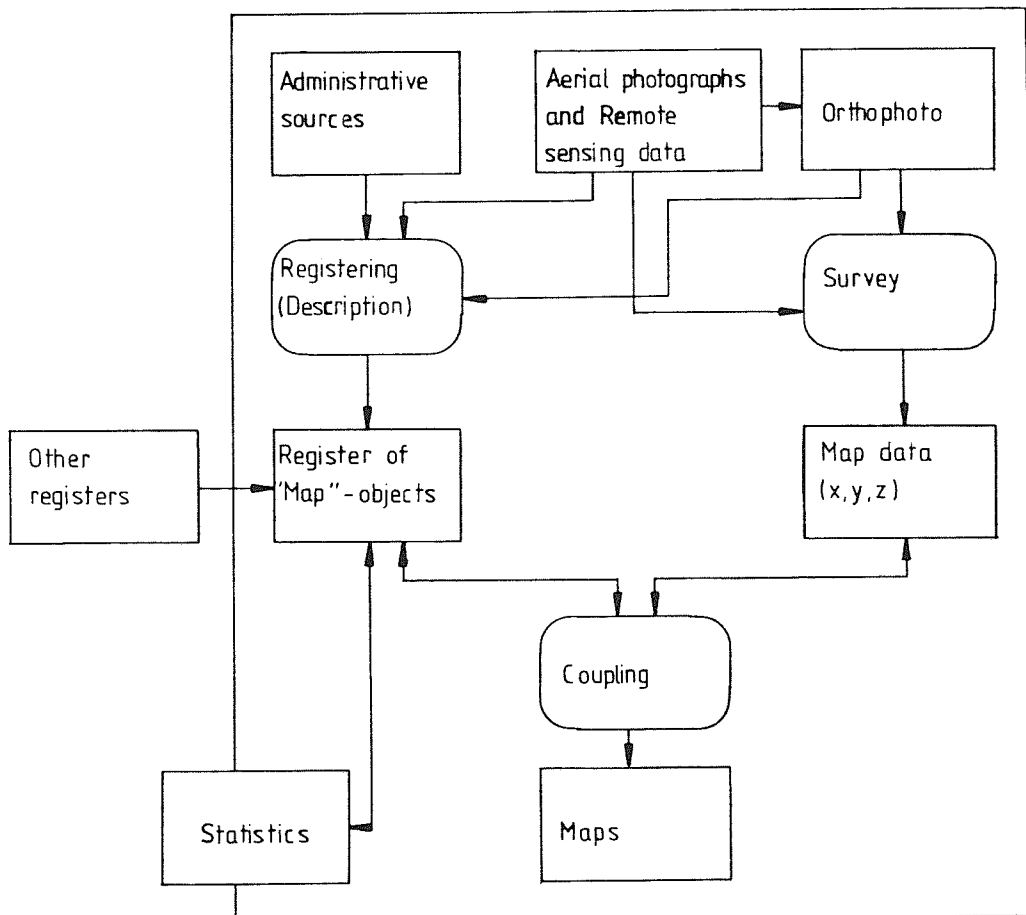 Administrative
sources
Aerial photographs
and Remote
sensing data
Orthophoto
Registering
(Description)
Survey
Other
registers
Register of
"Map"-objects
Map data
(x,y,z)
Coupling
Statistics
Maps